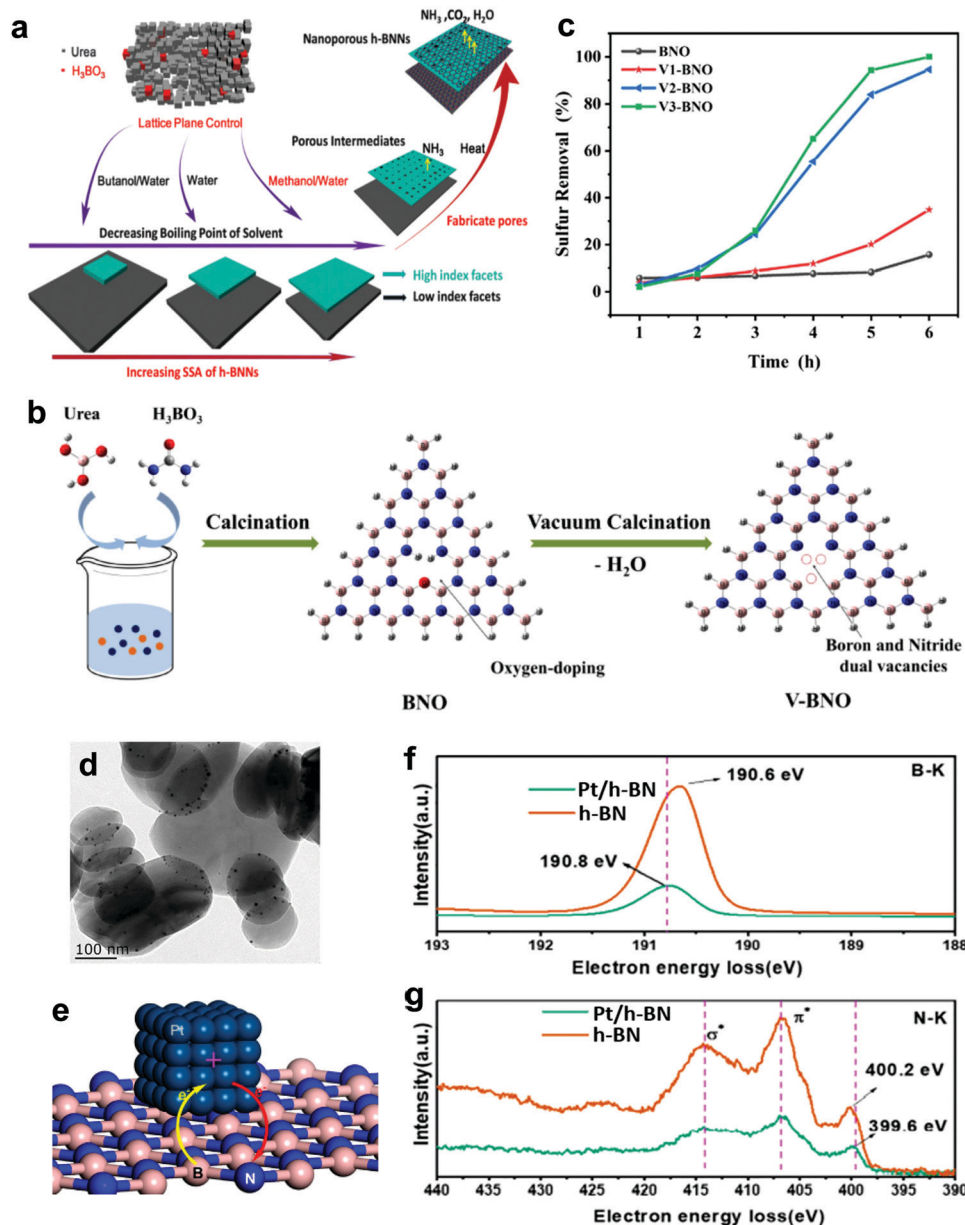 a
Urea
H₃BO₃
Lattice Plane Control
Butanol/Water
Water
Methanol/Water
Decreasing Boiling Point of Solvent
High index facets
Low index facets
Increasing SSA of h-BNNs
Nanoporous h-BNNs
NH₃ ,CO₂, H₂O
Porous Intermediates
NH₃
Heat
Fabricate pores
c
Sulfur Removal (%)
100
80
60
40
20
0
BNO
V1-BNO
V2-BNO
V3-BNO
1 2 3 4 5 6
Time (h)
b
Urea
H₃BO₃
Calcination
Vacuum Calcination
- H₂O
Oxygen-doping
BNO
Boron and Nitride
dual vacancies
V-BNO
d
100 nm
e
Pt
+
e⁻
B
N
f
B-K
Pt/h-BN
h-BN
190.6 eV
190.8 eV
Intensity(a.u.)
193 192 191 190 189 188
Electron energy loss(eV)
g
N-K
Pt/h-BN
h-BN
σ*
π*
400.2 eV
399.6 eV
Intensity(a.u.)
440 435 430 425 420 415 410 405 400 395 390
Electron energy loss(eV)